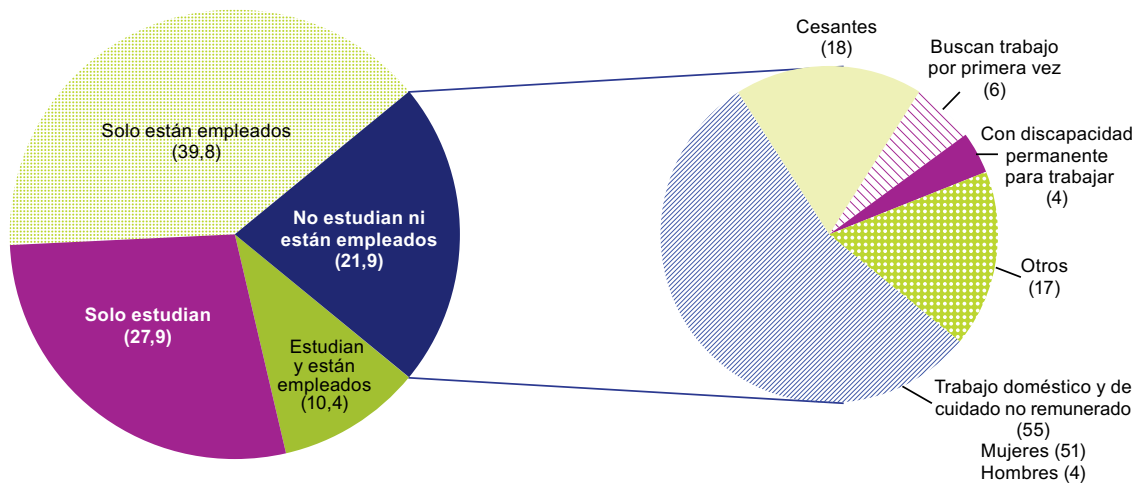 Solo están empleados
(39,8)
No estudian ni
están empleados
(21,9)
Solo estudian
(27,9)
Estudian
y están
empleados
(10,4)
Cesantes
(18)
Buscan trabajo
por primera vez
(6)
Con discapacidad
permanente
para trabajar
(4)
Otros
(17)
Trabajo doméstico y de
cuidado no remunerado
(55)
Mujeres (51)
Hombres (4)